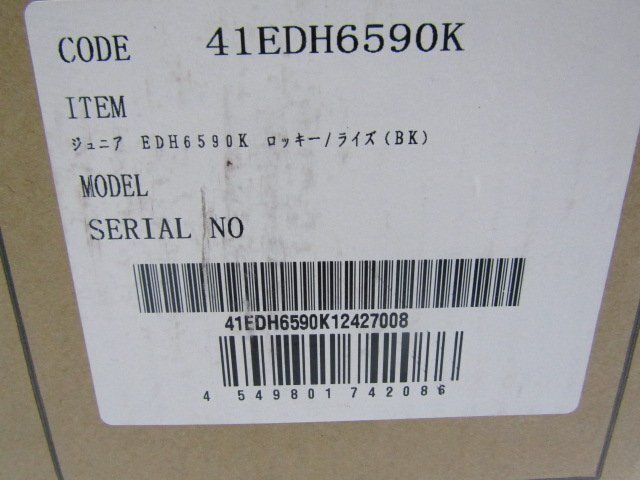 CODE 41EDH6590K
ITEM
ジュニア EDH6590K ロッキー/ライズ(BK)
MODEL
SERIAL NO
41EDH6590K12427008
4 549801 742086